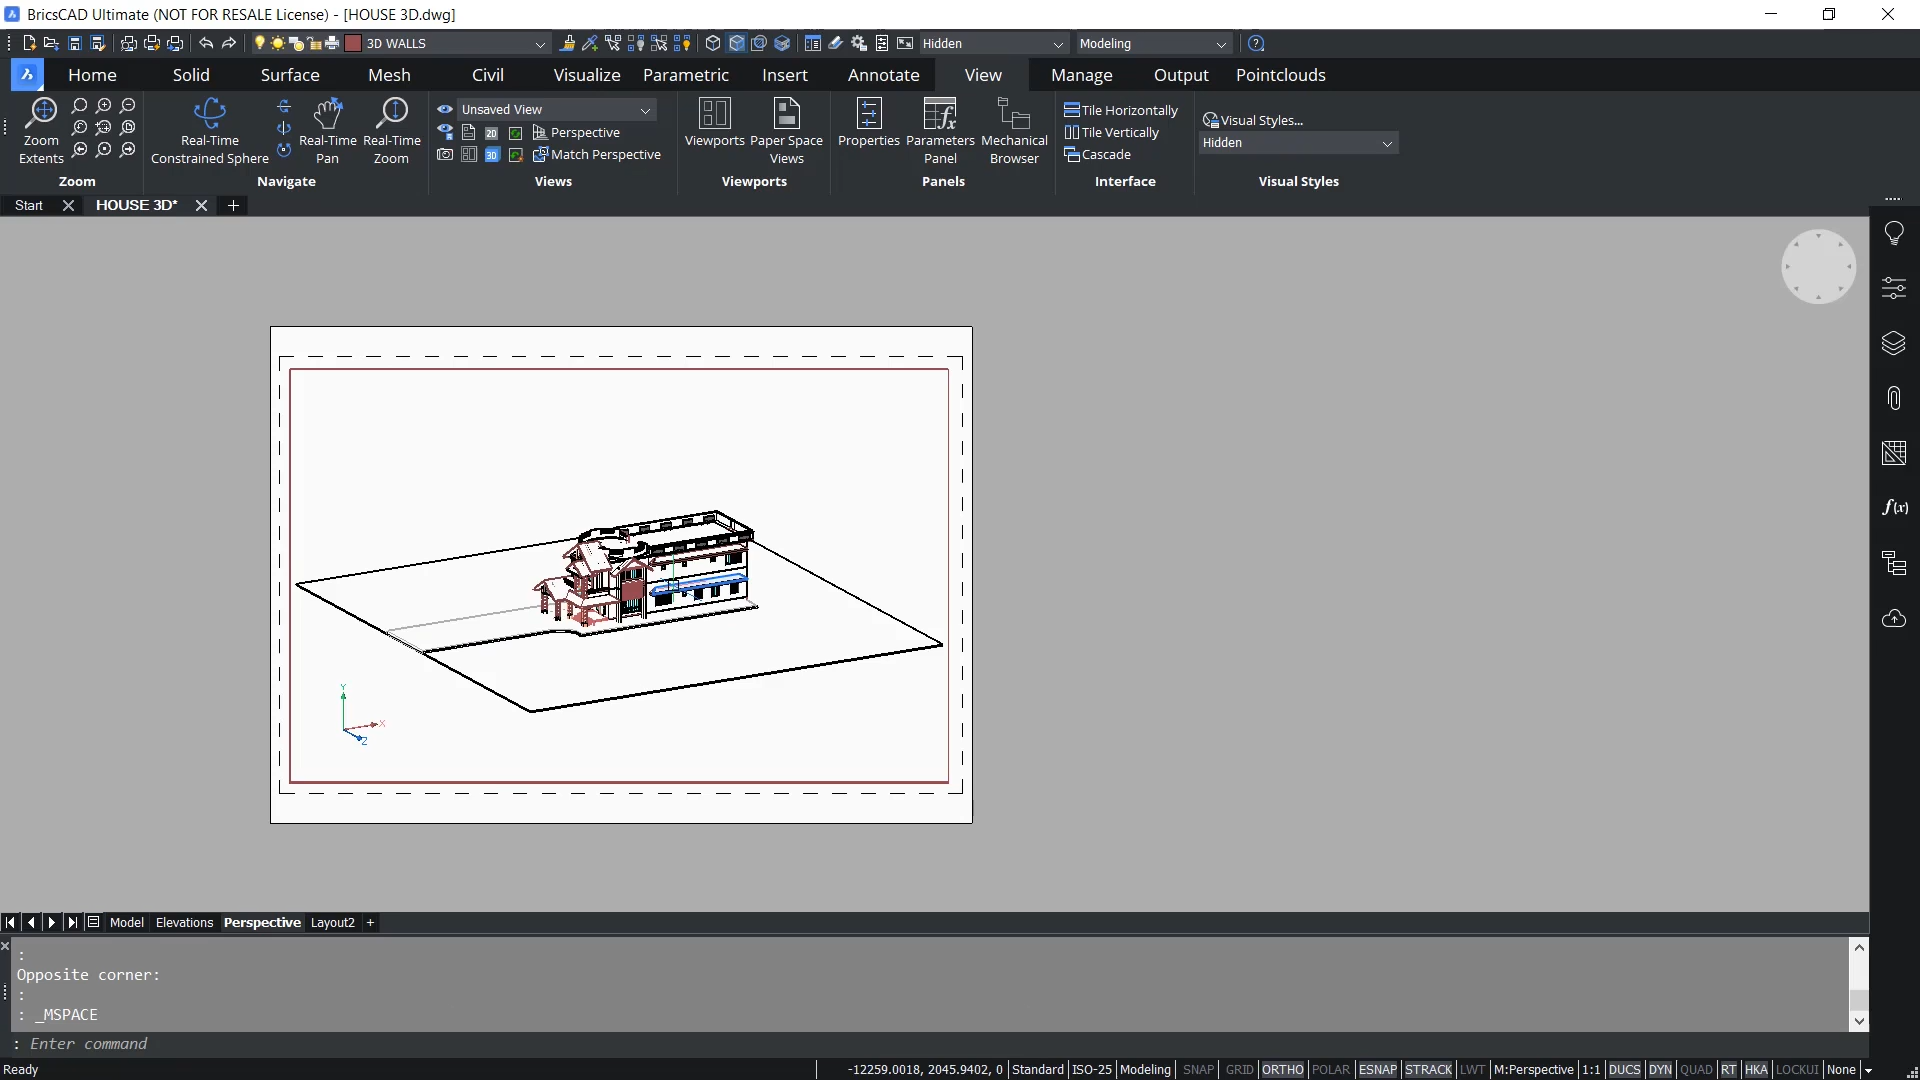 BricsCAD Ultimate (NOT FOR RESALE License) - [HOUSE 3D.dwg]
3D WALLS
Hidden
Modeling
Home Solid Surface Mesh Civil Visualize Parametric Insert Annotate View Manage Output Pointclouds
Zoom
Extents
Zoom
Real-Time
Constrained Sphere
Real-Time
Pan
Real-Time
Zoom
Navigate
Unsaved View
2D
Perspective
3D
Match Perspective
Views
Viewports
Paper Space
Views
Viewports
Properties
Parameters
Panel
Mechanical
Browser
Panels
Tile Horizontally
Tile Vertically
Cascade
Interface
Visual Styles...
Hidden
Visual Styles
Start
HOUSE 3D*
+
f(x)
Y
X
Z
Model Elevations Perspective Layout2 +
:
Opposite corner:
:
: _MSPACE
: Enter command
Ready
-12259.0018, 2045.9402, 0 Standard ISO-25 Modeling SNAP GRID ORTHO POLAR ESNAP STRACK LWT M:Perspective 1:1 DUCS DYN QUAD RT HKA LOCKUI None